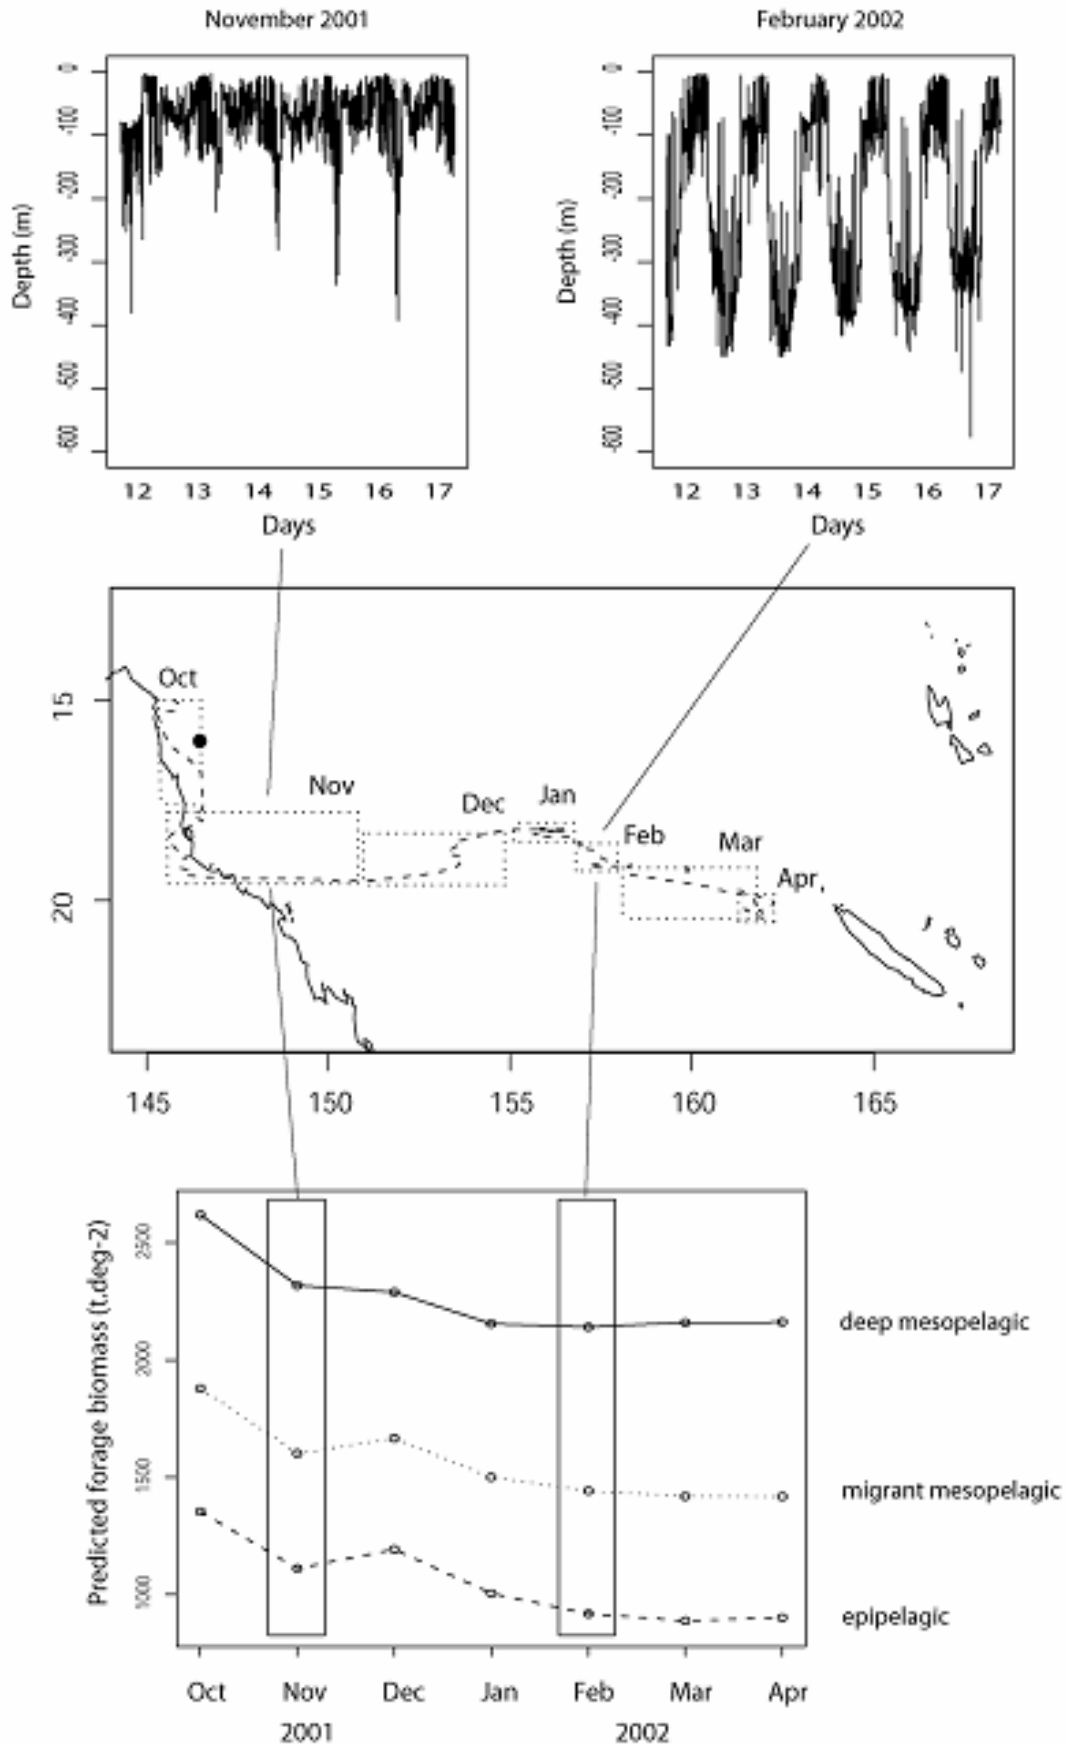 November 2001
February 2002
Depth (m)
0
-100
-200
-300
-400
-500
-600
12 13 14 15 16 17
Days
Depth (m)
0
-100
-200
-300
-400
-500
-600
12 13 14 15 16 17
Days
Oct
Nov
Dec
Jan
Feb
Mar
Apr
15
20
145 150 155 160 165
Predicted forage biomass (t.deg-2)
2500
2000
1500
1000
deep mesopelagic
migrant mesopelagic
epipelagic
Oct Nov Dec Jan Feb Mar Apr
2001 2002